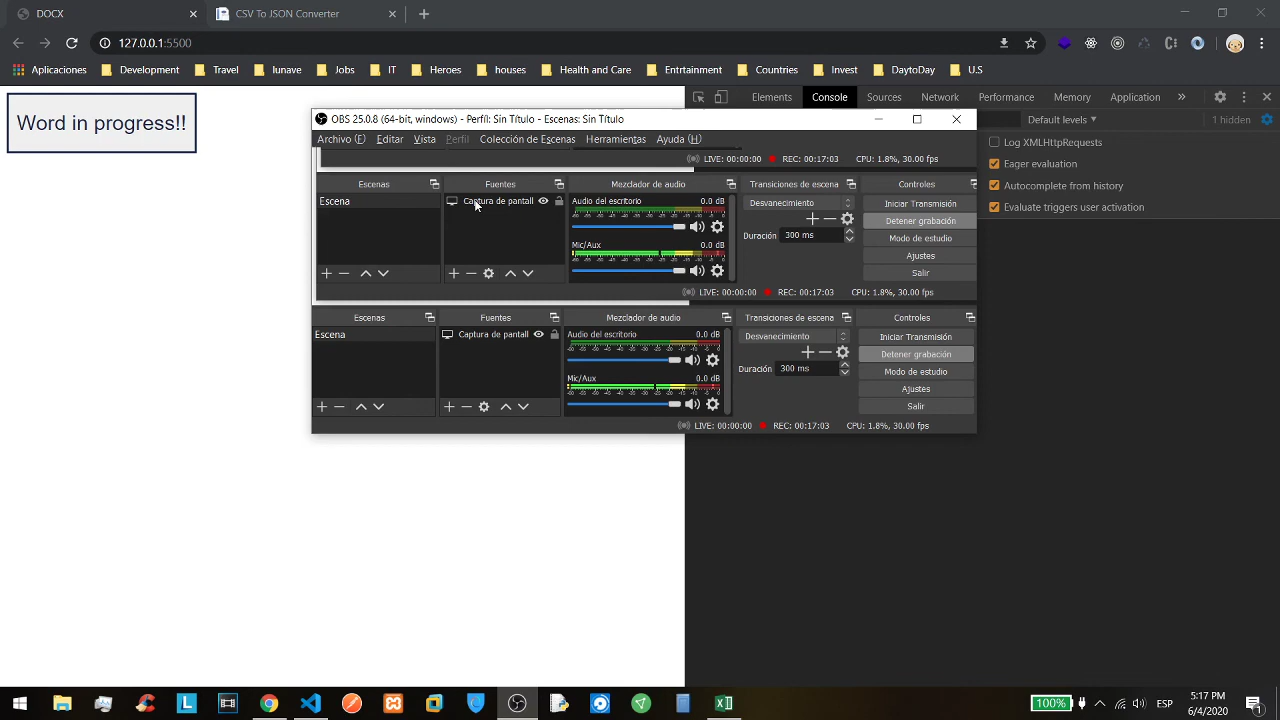 DOCX
CSV To JSON Converter
127.0.0.1:5500
Aplicaciones Development Travel lunave Jobs IT Heroes houses Health and Care Entrtainment Countries Invest DaytoDay U.S
Word in progress!!
Elements Console Sources Network Performance Memory Application
Default levels
1 hidden
Log XMLHttpRequests
Eager evaluation
Autocomplete from history
Evaluate triggers user activation
OBS 25.0.8 (64-bit, windows) - Perfil: Sin Título - Escenas: Sin Título
Archivo (F) Editar Vista Perfil Colección de Escenas Herramientas Ayuda (H)
LIVE: 00:00:00 REC: 00:17:03 CPU: 1.8%, 30.00 fps
Escenas Fuentes Mezclador de audio Transiciones de escena Controles
Escena
Captura de pantall
Audio del escritorio 0.0 dB
Mic/Aux 0.0 dB
Desvanecimiento
Duración 300 ms
Iniciar Transmisión
Detener grabación
Modo de estudio
Ajustes
Salir
LIVE: 00:00:00 REC: 00:17:03 CPU: 1.8%, 30.00 fps
Escenas Fuentes Mezclador de audio Transiciones de escena Controles
Escena
Captura de pantall
Audio del escritorio 0.0 dB
Mic/Aux 0.0 dB
Desvanecimiento
Duración 300 ms
Iniciar Transmisión
Detener grabación
Modo de estudio
Ajustes
Salir
LIVE: 00:00:00 REC: 00:17:03 CPU: 1.8%, 30.00 fps
100% ESP
5:17 PM
6/4/2020